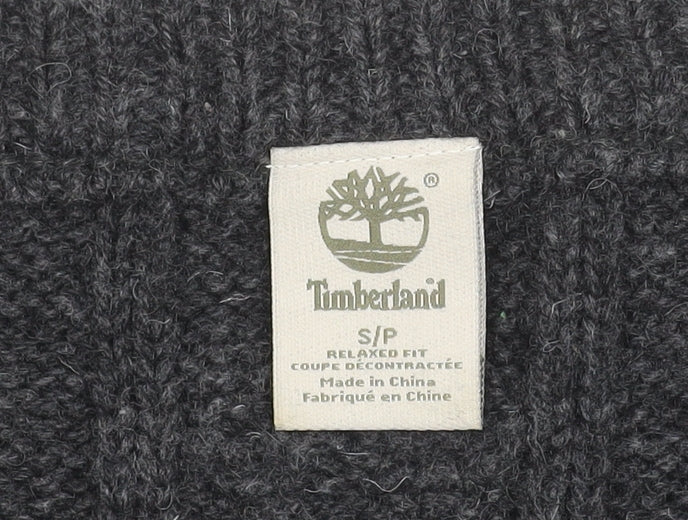 ®
Timberland
S/P
RELAXED FIT
COUPE DÉCONTRACTÉE
Made in China
Fabriqué en Chine